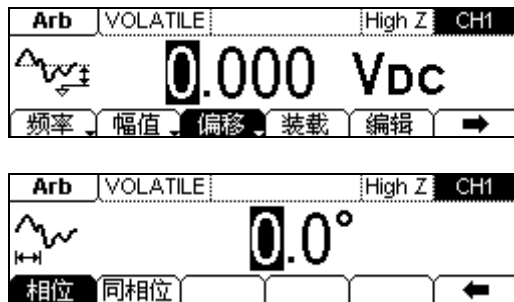 Arb VOLATILE High Z CH1
0.000 VDC
频率 幅值 偏移 装载 编辑
Arb VOLATILE High Z CH1
0.0°
相位 同相位